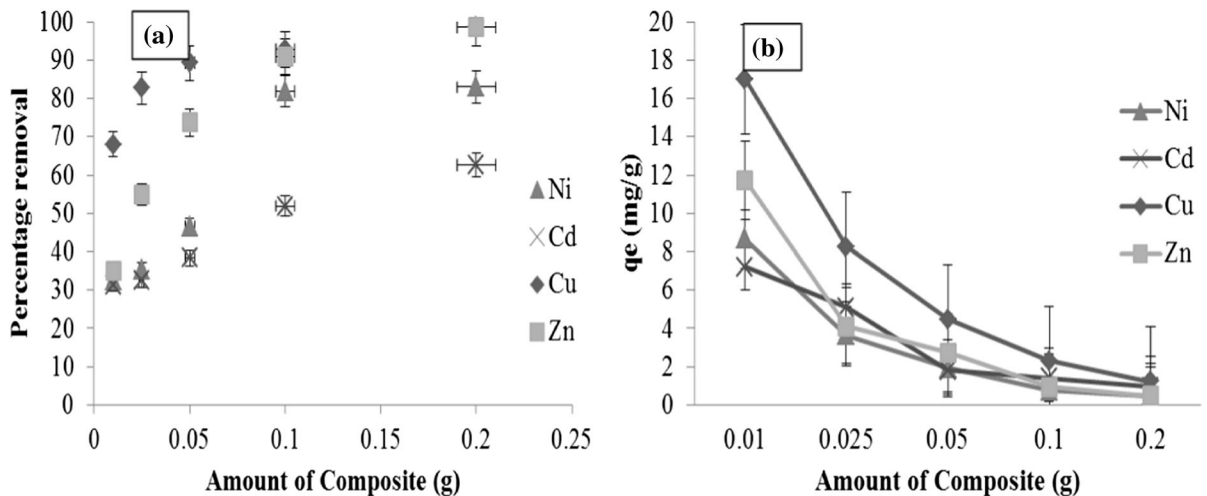 (a)
Percentage removal
100
90
80
70
60
50
40
30
20
10
0
0 0.05 0.1 0.15 0.2 0.25
Amount of Composite (g)
Ni
Cd
Cu
Zn
(b)
qe (mg/g)
20
18
16
14
12
10
8
6
4
2
0
0.01 0.025 0.05 0.1 0.2
Amount of Composite (g)
Ni
Cd
Cu
Zn